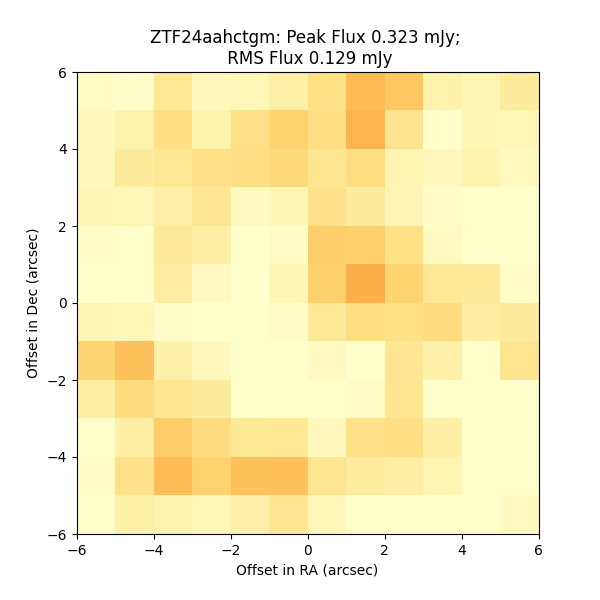 ZTF24aahctgm: Peak Flux 0.323 mJy;
RMS Flux 0.129 mJy
6
4
2
0
−2
−4
−6
Offset in Dec (arcsec)
−6 −4 −2 0 2 4 6
Offset in RA (arcsec)